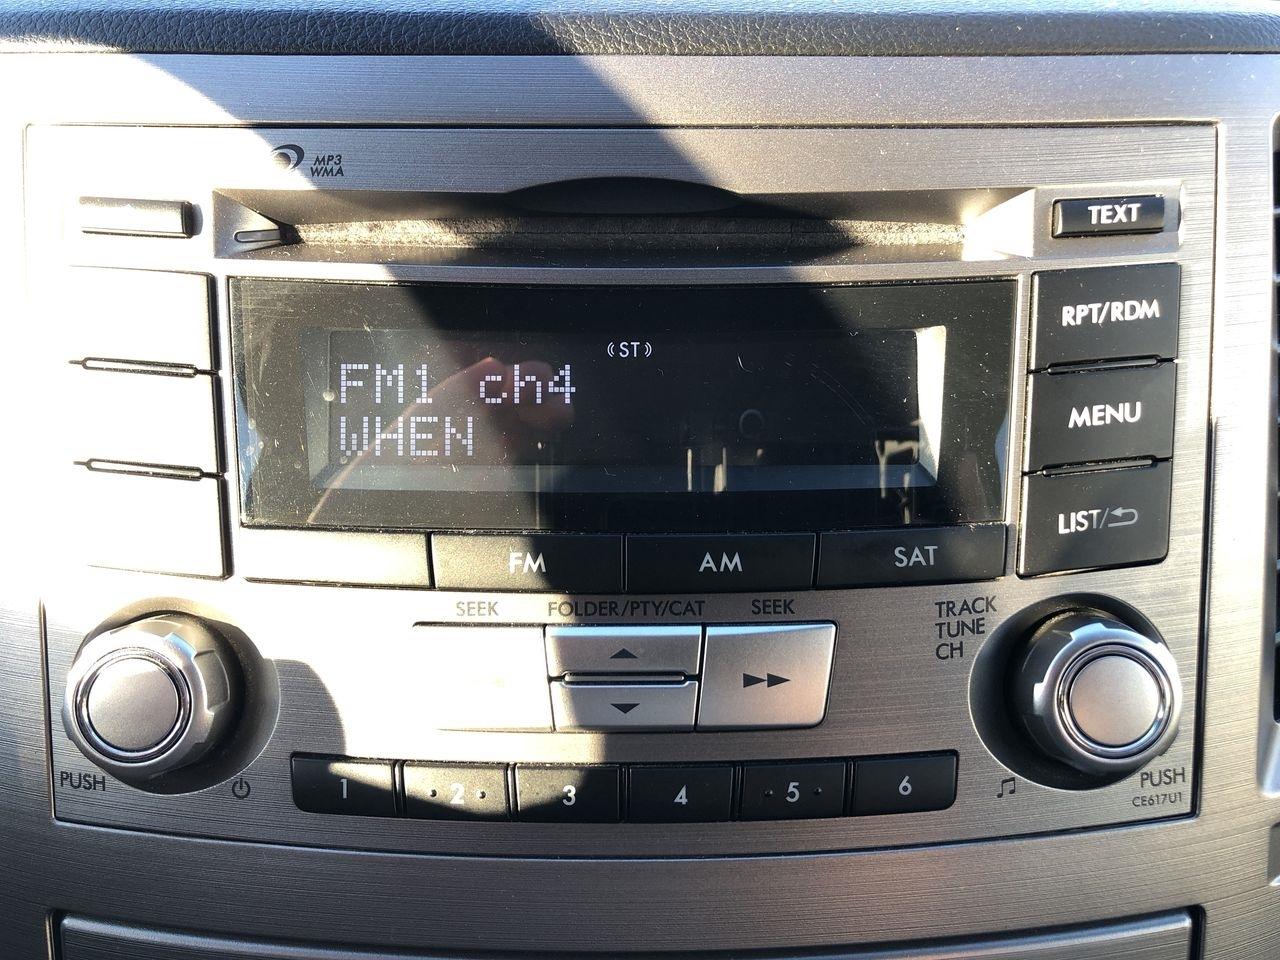 MP3
WMA
TEXT
RPT/RDM
(ST)
FM1 ch4
WHEN
MENU
LIST/
FM AM SAT
SEEK FOLDER/PTY/CAT SEEK
TRACK
TUNE
CH
PUSH
1 2 3 4 5 6
PUSH
CE617U1